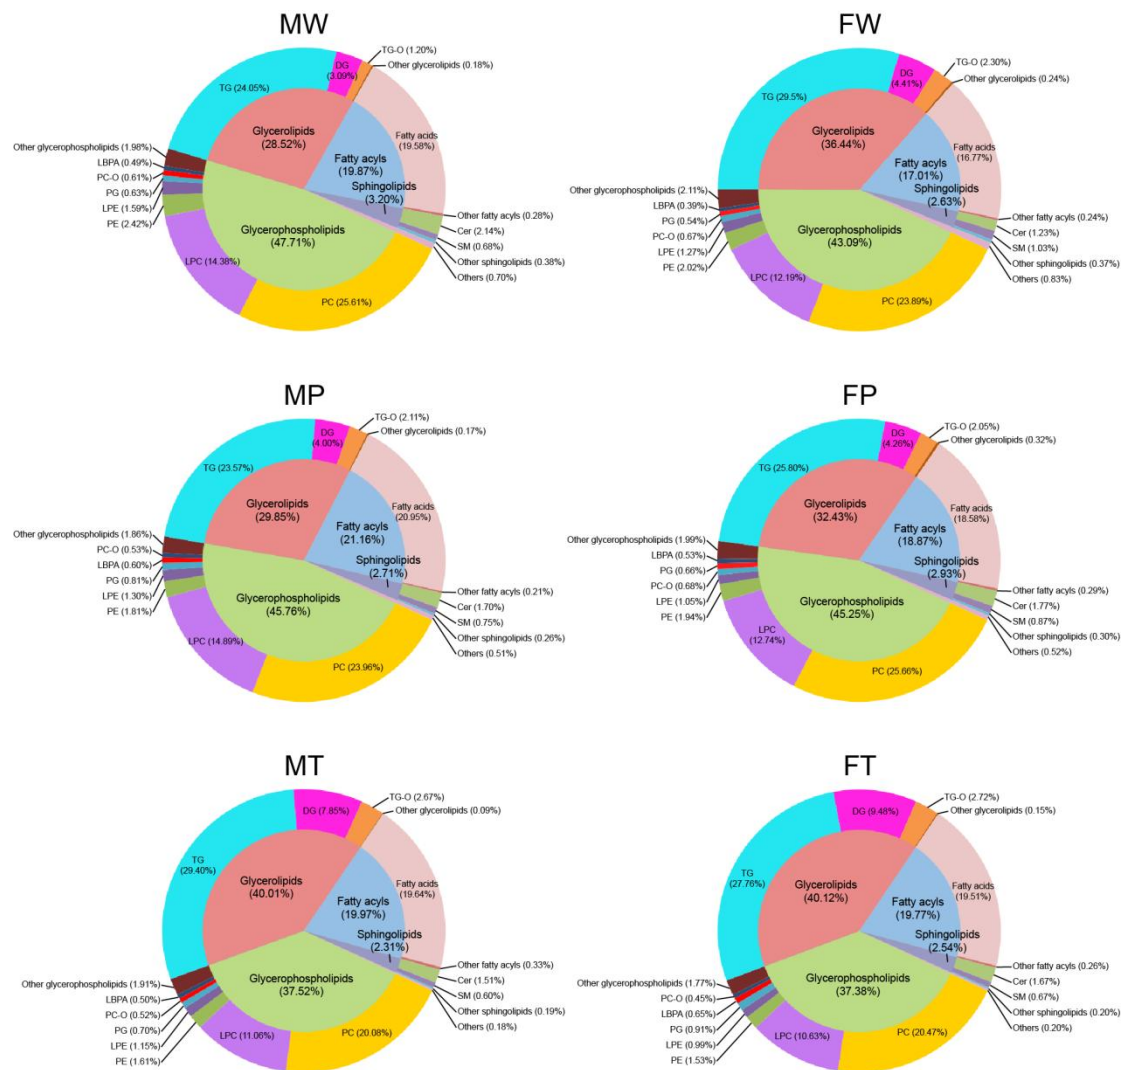 MW
TG-O (1.20%)
DG
(3.09%)
Other glycerolipids (0.18%)
TG (24.05%)
Glycerolipids
(28.52%)
Fatty acids
(19.58%)
Other glycerophospholipids (1.98%)
LBPA (0.49%)
PC-O (0.61%)
PG (0.63%)
LPE (1.59%)
PE (2.42%)
Fatty acyls
(19.87%)
Sphingolipids
(3.20%)
Glycerophospholipids
(47.71%)
Other fatty acyls (0.28%)
Cer (2.14%)
SM (0.68%)
Other sphingolipids (0.38%)
Others (0.70%)
LPC (14.38%)
PC (25.61%)
FW
TG-O (2.30%)
DG
(4.41%)
Other glycerolipids (0.24%)
TG (29.5%)
Glycerolipids
(36.44%)
Fatty acids
(16.77%)
Fatty acyls
(17.01%)
Sphingolipids
(2.63%)
Other glycerophospholipids (2.11%)
LBPA (0.39%)
PG (0.54%)
PC-O (0.67%)
LPE (1.27%)
PE (2.02%)
Glycerophospholipids
(43.09%)
Other fatty acyls (0.24%)
Cer (1.23%)
SM (1.03%)
Other sphingolipids (0.37%)
Others (0.83%)
LPC (12.19%)
PC (23.89%)
MP
TG-O (2.11%)
DG
(4.00%)
Other glycerolipids (0.17%)
TG (23.57%)
Glycerolipids
(29.85%)
Fatty acids
(20.95%)
Fatty acyls
(21.16%)
Sphingolipids
(2.71%)
Other glycerophospholipids (1.86%)
PC-O (0.53%)
LBPA (0.60%)
PG (0.81%)
LPE (1.30%)
PE (1.81%)
Glycerophospholipids
(45.76%)
Other fatty acyls (0.21%)
Cer (1.70%)
SM (0.75%)
Other sphingolipids (0.26%)
Others (0.51%)
LPC (14.89%)
PC (23.96%)
FP
TG-O (2.05%)
DG
(4.26%)
Other glycerolipids (0.32%)
TG (25.80%)
Glycerolipids
(32.43%)
Fatty acids
(18.58%)
Fatty acyls
(18.87%)
Sphingolipids
(2.93%)
Other glycerophospholipids (1.99%)
LBPA (0.53%)
PG (0.66%)
PC-O (0.68%)
LPE (1.05%)
PE (1.94%)
Glycerophospholipids
(45.25%)
Other fatty acyls (0.29%)
Cer (1.77%)
SM (0.87%)
Other sphingolipids (0.30%)
Others (0.52%)
LPC
(12.74%)
PC (25.66%)
MT
TG-O (2.67%)
DG (7.85%)
Other glycerolipids (0.09%)
TG
(29.40%)
Glycerolipids
(40.01%)
Fatty acids
(19.64%)
Fatty acyls
(19.97%)
Sphingolipids
(2.31%)
Other glycerophospholipids (1.91%)
LBPA (0.50%)
PC-O (0.52%)
PG (0.70%)
LPE (1.15%)
PE (1.61%)
Glycerophospholipids
(37.52%)
Other fatty acyls (0.33%)
Cer (1.51%)
SM (0.60%)
Other sphingolipids (0.19%)
Others (0.18%)
LPC (11.06%)
PC (20.08%)
FT
TG-O (2.72%)
DG (9.48%)
Other glycerolipids (0.15%)
TG
(27.76%)
Glycerolipids
(40.12%)
Fatty acids
(19.51%)
Fatty acyls
(19.77%)
Sphingolipids
(2.54%)
Other glycerophospholipids (1.77%)
PC-O (0.45%)
LBPA (0.65%)
PG (0.91%)
LPE (0.99%)
PE (1.53%)
Glycerophospholipids
(37.38%)
Other fatty acyls (0.26%)
Cer (1.67%)
SM (0.67%)
Other sphingolipids (0.20%)
Others (0.20%)
LPC (10.63%)
PC (20.47%)